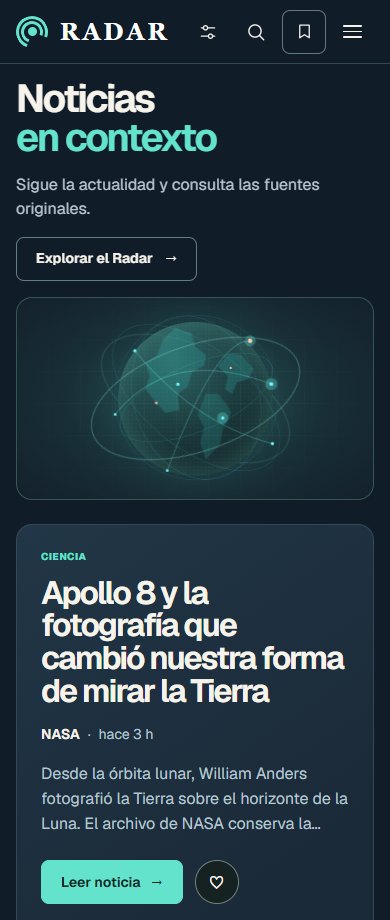 RADAR
Noticias
en contexto
Sigue la actualidad y consulta las fuentes
originales.
Explorar el Radar →
CIENCIA
Apollo 8 y la
fotografía que
cambió nuestra forma
de mirar la Tierra
NASA · hace 3 h
Desde la órbita lunar, William Anders
fotografió la Tierra sobre el horizonte de la
Luna. El archivo de NASA conserva la...
Leer noticia →